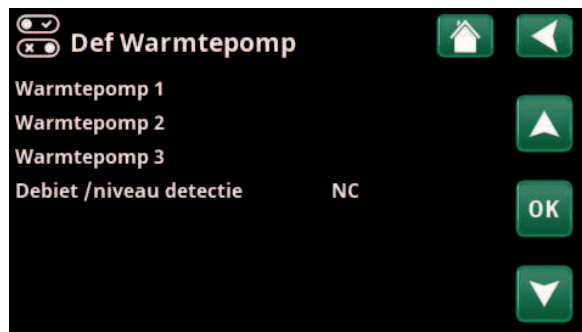 Def Warmtepomp
Warmtepomp 1
Warmtepomp 2
Warmtepomp 3
Debiet /niveau detectie NC
OK